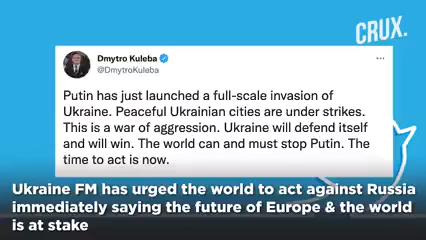 CRUX.
Dmytro Kuleba
@DmytroKuleba
Putin has just launched a full-scale invasion of
Ukraine. Peaceful Ukrainian cities are under strikes.
This is a war of aggression. Ukraine will defend itself
and will win. The world can and must stop Putin. The
time to act is now.
Ukraine FM has urged the world to act against Russia
immediately saying the future of Europe & the world
is at stake